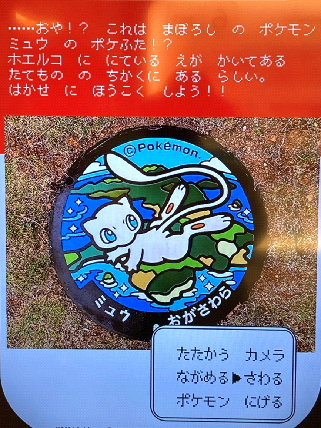 ……おや！？ これは まぼろし の ポケモン
ミュウ の ポケふた！？
ホエルコ に にている えが かいてある
たてもの の ちかくに ある らしい。
はかせ に ほうこく しよう！！
©Pokémon.
ミュウ おがさわら
たたかう カメラ
ながめる▶さわる
ポケモン にげる